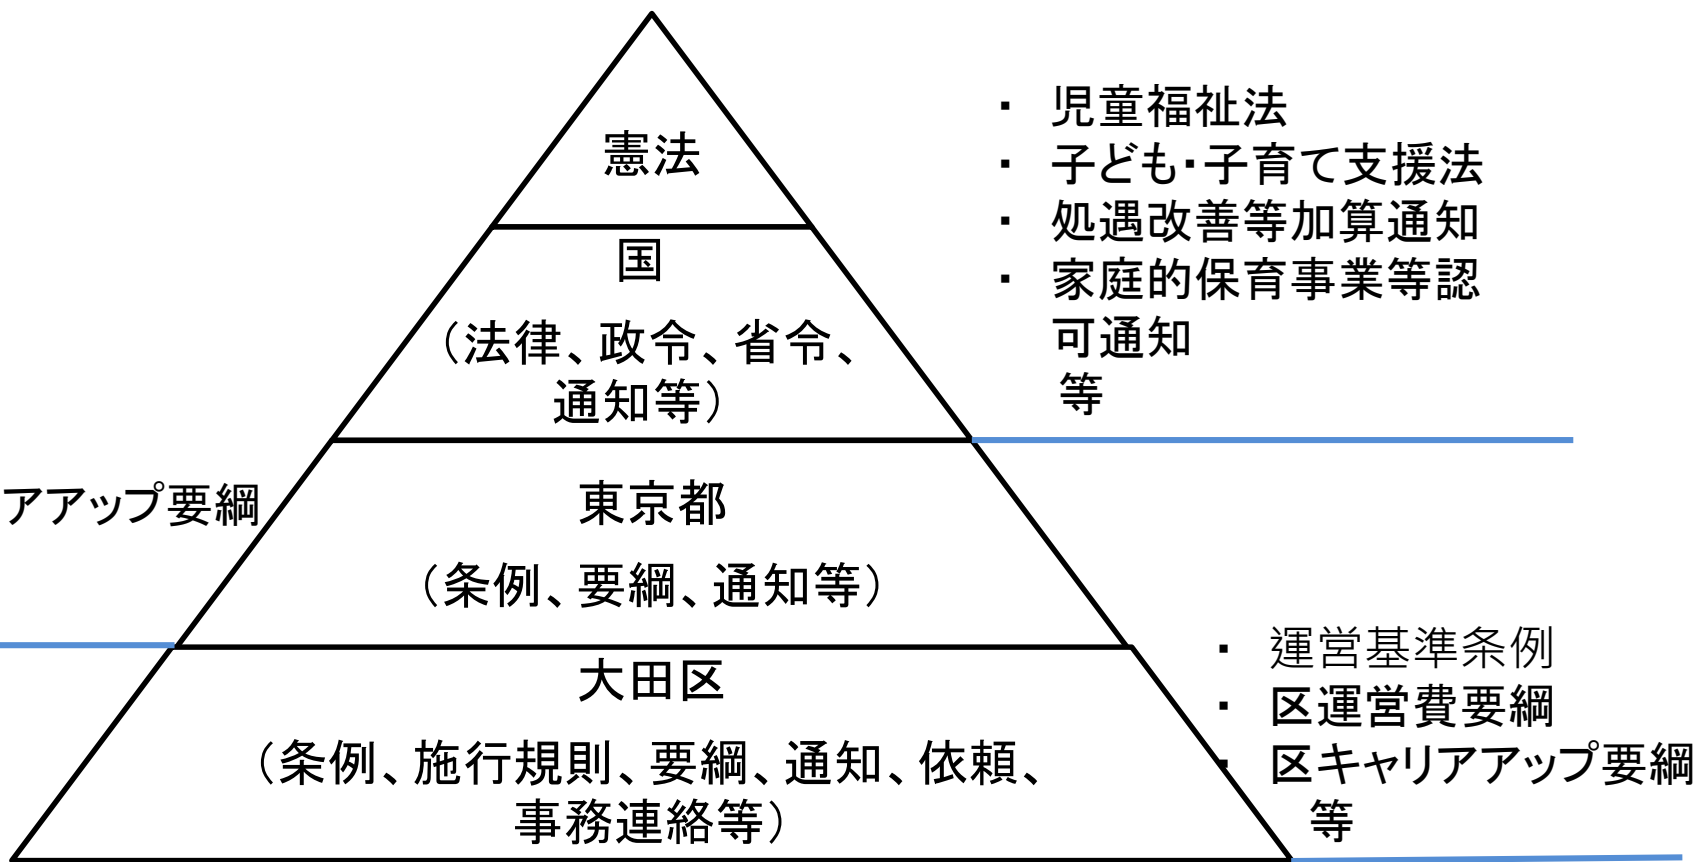 憲法
国
（法律、政令、省令、
通知等）
・ 児童福祉法
・ 子ども・子育て支援法
・ 処遇改善等加算通知
・ 家庭的保育事業等認
可通知
等
アアップ要綱
東京都
（条例、要綱、通知等）
大田区
（条例、施行規則、要綱、通知、依頼、
事務連絡等）
・ 運営基準条例
・ 区運営費要綱
・ 区キャリアアップ要綱
等